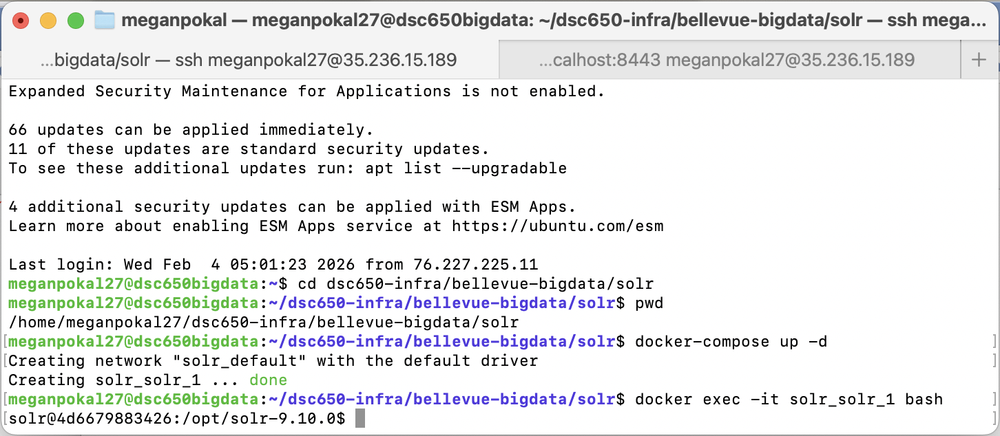 meganpokal — meganpokal27@dsc650bigdata: ~/dsc650-infra/bellevue-bigdata/solr — ssh mega...
...bigdata/solr — ssh meganpokal27@35.236.15.189
...calhost:8443 meganpokal27@35.236.15.189
+
Expanded Security Maintenance for Applications is not enabled.
66 updates can be applied immediately.
11 of these updates are standard security updates.
To see these additional updates run: apt list --upgradable
4 additional security updates can be applied with ESM Apps.
Learn more about enabling ESM Apps service at https://ubuntu.com/esm
Last login: Wed Feb  4 05:01:23 2026 from 76.227.225.11
meganpokal27@dsc650bigdata:~$ cd dsc650-infra/bellevue-bigdata/solr
meganpokal27@dsc650bigdata:~/dsc650-infra/bellevue-bigdata/solr$ pwd
/home/meganpokal27/dsc650-infra/bellevue-bigdata/solr
[meganpokal27@dsc650bigdata:~/dsc650-infra/bellevue-bigdata/solr$ docker-compose up -d ]
[Creating network "solr_default" with the default driver ]
Creating solr_solr_1 ... done
[meganpokal27@dsc650bigdata:~/dsc650-infra/bellevue-bigdata/solr$ docker exec -it solr_solr_1 bash ]
[solr@4d6679883426:/opt/solr-9.10.0$ ]